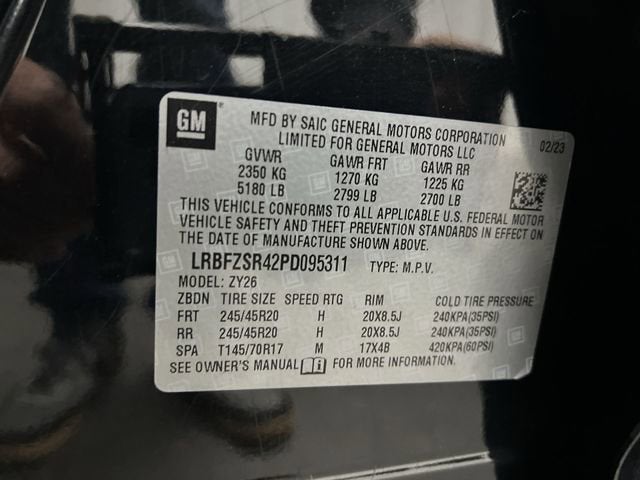 GM
MFD BY SAIC GENERAL MOTORS CORPORATION
LIMITED FOR GENERAL MOTORS LLC
02/23
GVWR GAWR FRT GAWR RR
2350 KG 1270 KG 1225 KG
5180 LB 2799 LB 2700 LB
THIS VEHICLE CONFORMS TO ALL APPLICABLE U.S. FEDERAL MOTOR
VEHICLE SAFETY AND THEFT PREVENTION STANDARDS IN EFFECT ON
THE DATE OF MANUFACTURE SHOWN ABOVE.
LRBFZSR42PD095311 TYPE: M.P.V.
MODEL: ZY26
ZBDN TIRE SIZE SPEED RTG RIM COLD TIRE PRESSURE
FRT 245/45R20 H 20X8.5J 240KPA(35PSI)
RR 245/45R20 H 20X8.5J 240KPA(35PSI)
SPA T145/70R17 M 17X4B 420KPA(60PSI)
SEE OWNER'S MANUAL i FOR MORE INFORMATION.